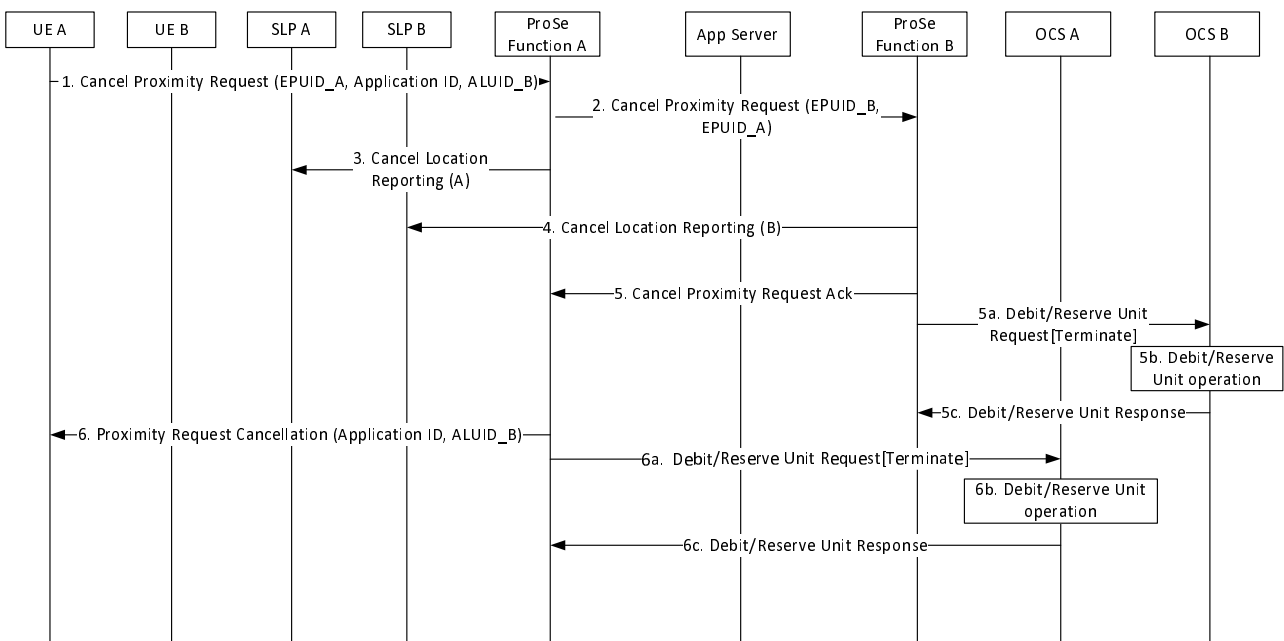 UE A
UE B
SLP A
SLP B
ProSe
Function A
App Server
ProSe
Function B
OCS A
OCS B
1. Cancel Proximity Request (EPUID_A, Application ID, ALUID_B)
2. Cancel Proximity Request (EPUID_B,
EPUID_A)
3. Cancel Location
Reporting (A)
4. Cancel Location Reporting (B)
5. Cancel Proximity Request Ack
5a. Debit/Reserve Unit
Request[Terminate]
5b. Debit/Reserve
Unit operation
5c. Debit/Reserve Unit Response
6. Proximity Request Cancellation (Application ID, ALUID_B)
6a. Debit/Reserve Unit Request[Terminate]
6b. Debit/Reserve Unit
operation
6c. Debit/Reserve Unit Response